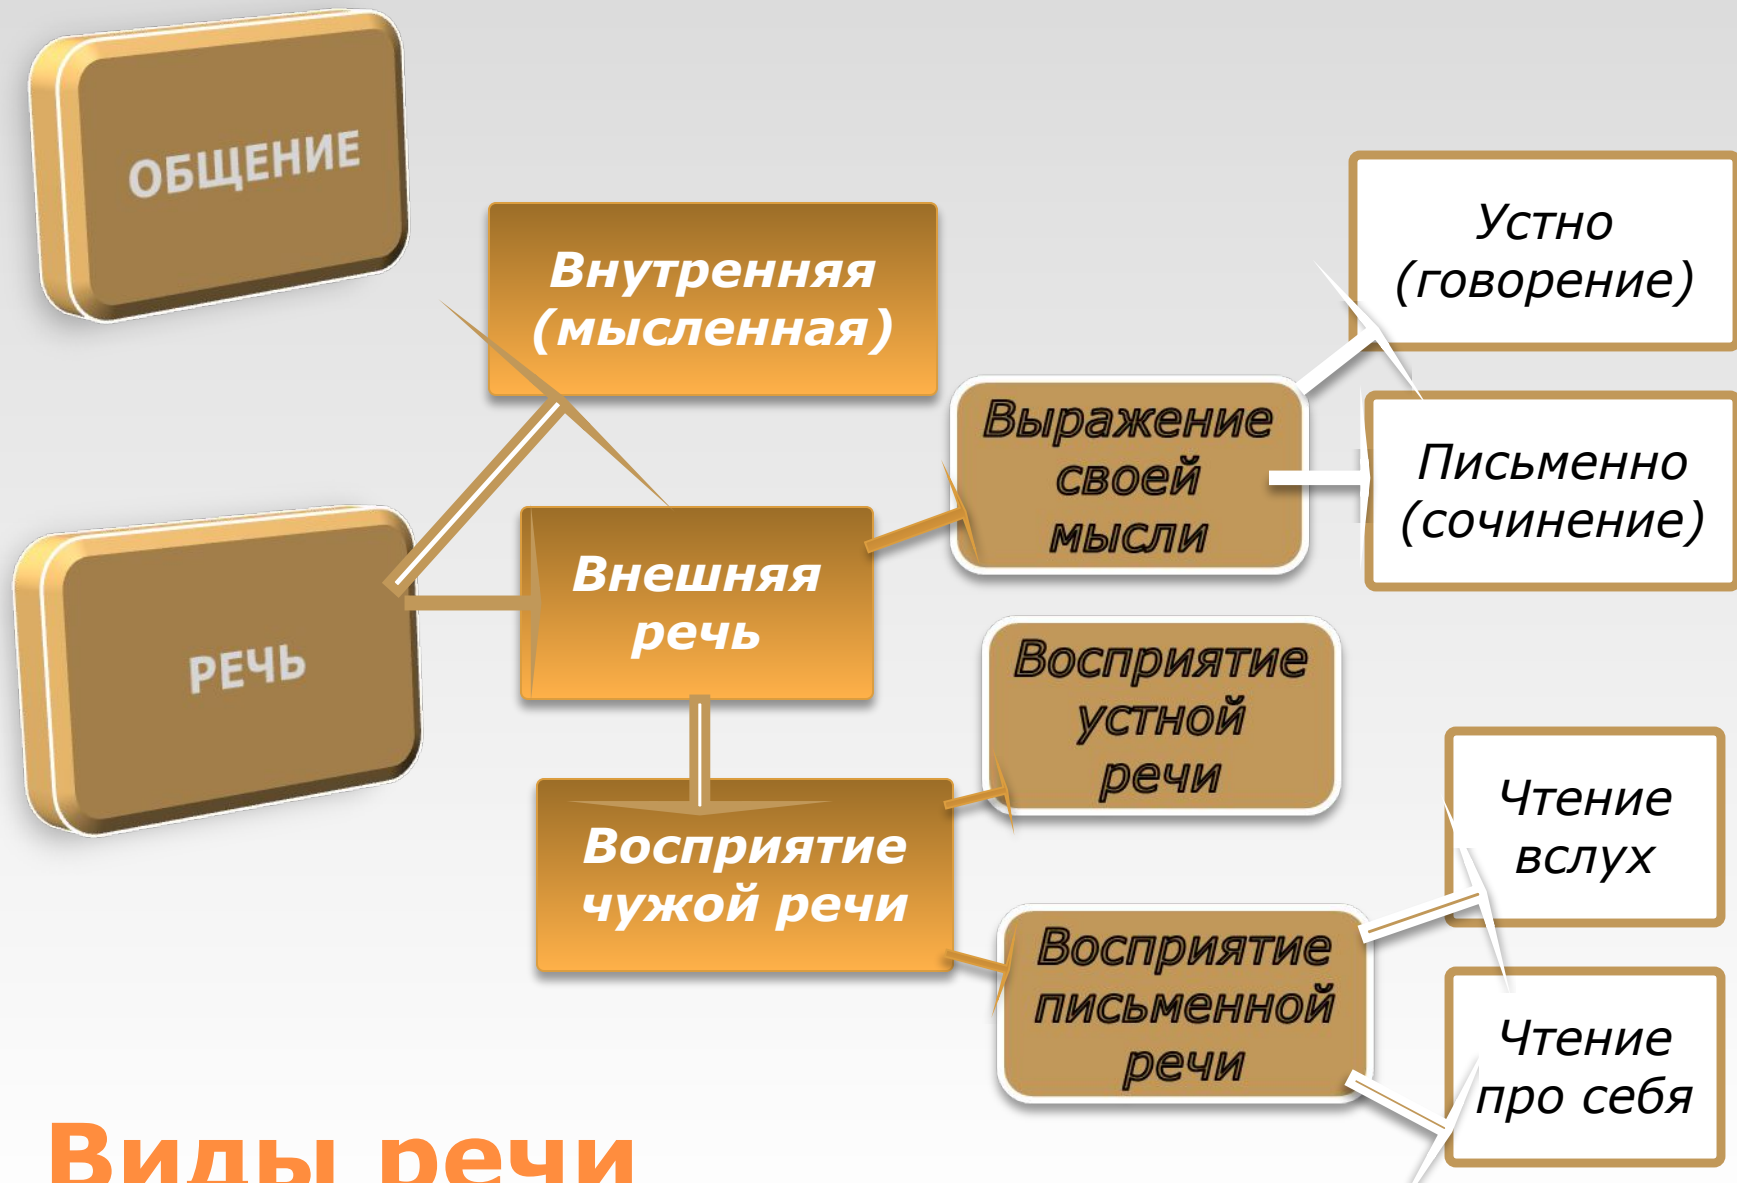 ОБЩЕНИЕ
Внутренняя
(мысленная)
Устно
(говорение)
Выражение
своей
мысли
Письменно
(сочинение)
РЕЧЬ
Внешняя
речь
Восприятие
устной
речи
Восприятие
чужой речи
Чтение
вслух
Восприятие
письменной
речи
Чтение
про себя
Виды речи